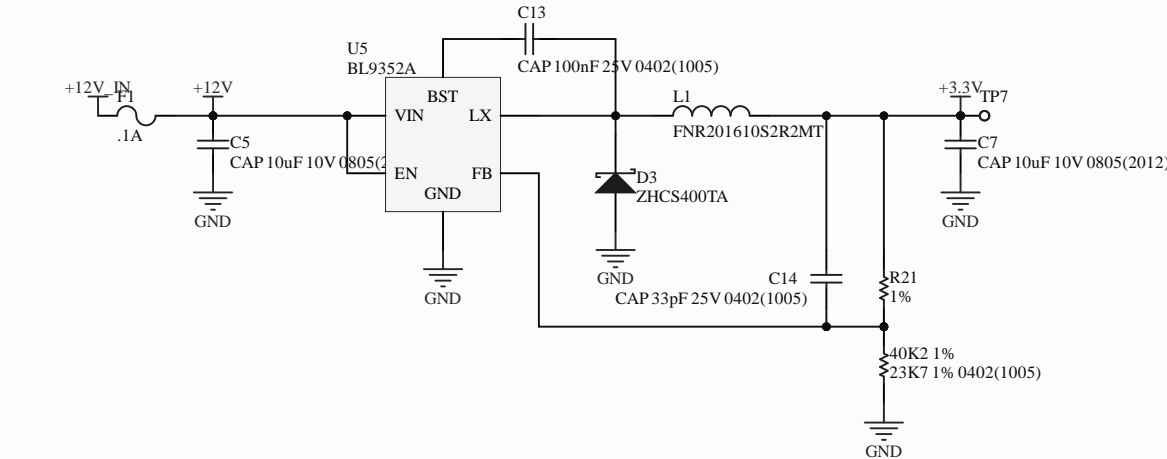 C13
CAP 100nF 25V 0402(1005)
U5
BL9352A
+12V_IN
F1
.1A
+12V
C5
CAP 10uF 10V 0805(2
BST
VIN
LX
EN
FB
GND
L1
FNR201610S2R2MT
+3.3V
TP7
C7
CAP 10uF 10V 0805(2012)
D3
ZHCS400TA
GND
GND
GND
GND
C14
CAP 33pF 25V 0402(1005)
R21
1%
40K2 1%
23K7 1% 0402(1005)
GND